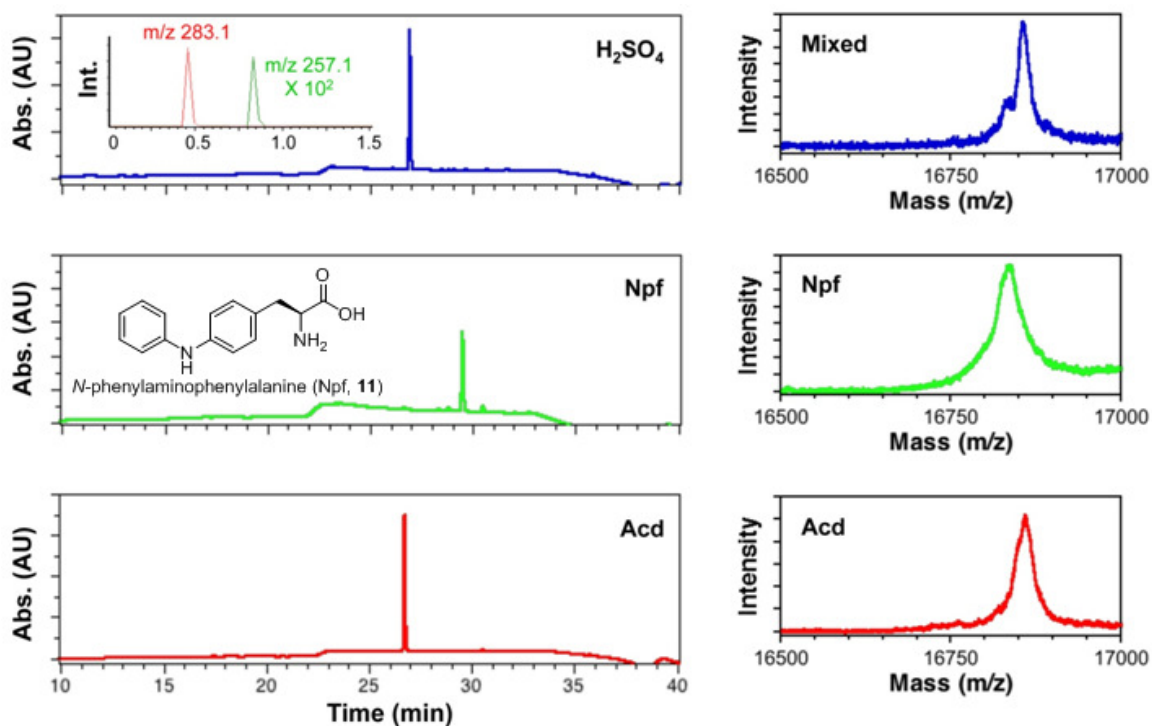 Abs. (AU)
m/z 283.1
m/z 257.1
X 10²
Int.
0 0.5 1.0 1.5
H₂SO₄
Intensity
Mixed
16500 16750 17000
Mass (m/z)
Abs. (AU)
Npf
O
OH
NH₂
N
H
N-phenylaminophenylalanine (Npf, 11)
Intensity
Npf
16500 16750 17000
Mass (m/z)
Abs. (AU)
Acd
10 15 20 25 30 35 40
Time (min)
Intensity
Acd
16500 16750 17000
Mass (m/z)